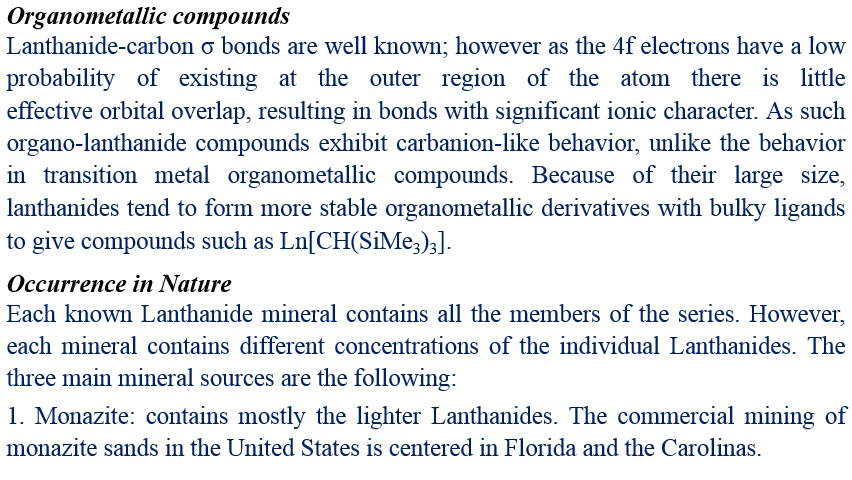 Organometallic compounds
Lanthanide-carbon σ bonds are well known; however as the 4f electrons have a low
probability of existing at the outer region of the atom there is little
effective orbital overlap, resulting in bonds with significant ionic character. As such
organo-lanthanide compounds exhibit carbanion-like behavior, unlike the behavior
in transition metal organometallic compounds. Because of their large size,
lanthanides tend to form more stable organometallic derivatives with bulky ligands
to give compounds such as Ln[CH(SiMe₃)₃].
Occurrence in Nature
Each known Lanthanide mineral contains all the members of the series. However,
each mineral contains different concentrations of the individual Lanthanides. The
three main mineral sources are the following:
1. Monazite: contains mostly the lighter Lanthanides. The commercial mining of
monazite sands in the United States is centered in Florida and the Carolinas.